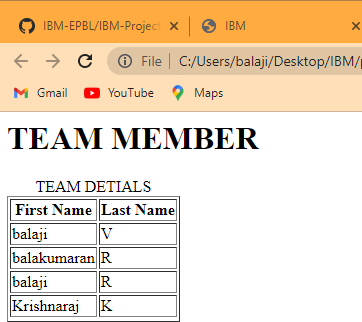 IBM-EPBL/IBM-Project
IBM
File C:/Users/balaji/Desktop/IBM/
Gmail YouTube Maps
TEAM MEMBER
TEAM DETIALS
First Name Last Name
balaji V
balakumaran R
balaji R
Krishnaraj K